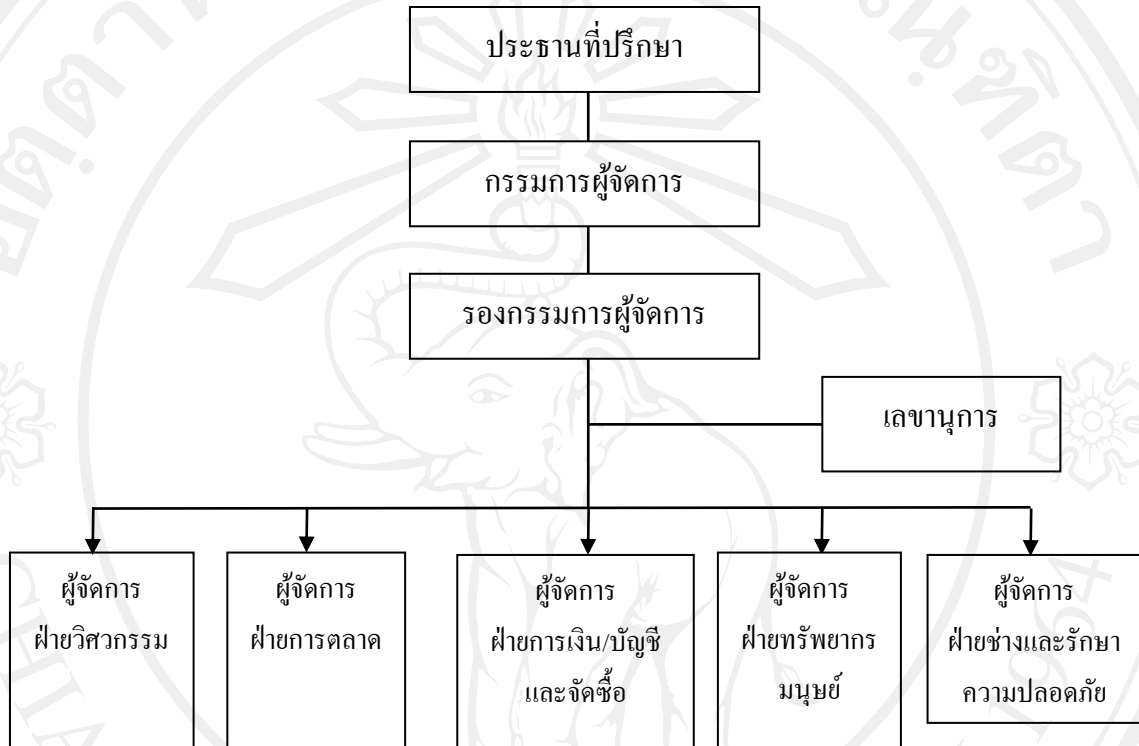 ประธานที่ปรึกษา
กรรมการผู้จัดการ
รองกรรมการผู้จัดการ
เลขานุการ
ผู้จัดการ
ฝ่ายวิศวกรรม
ผู้จัดการ
ฝ่ายการตลาด
ผู้จัดการ
ฝ่ายการเงิน/บัญชี
และจัดซื้อ
ผู้จัดการ
ฝ่ายทรัพยากร
มนุษย์
ผู้จัดการ
ฝ่ายช่างและรักษา
ความปลอดภัย